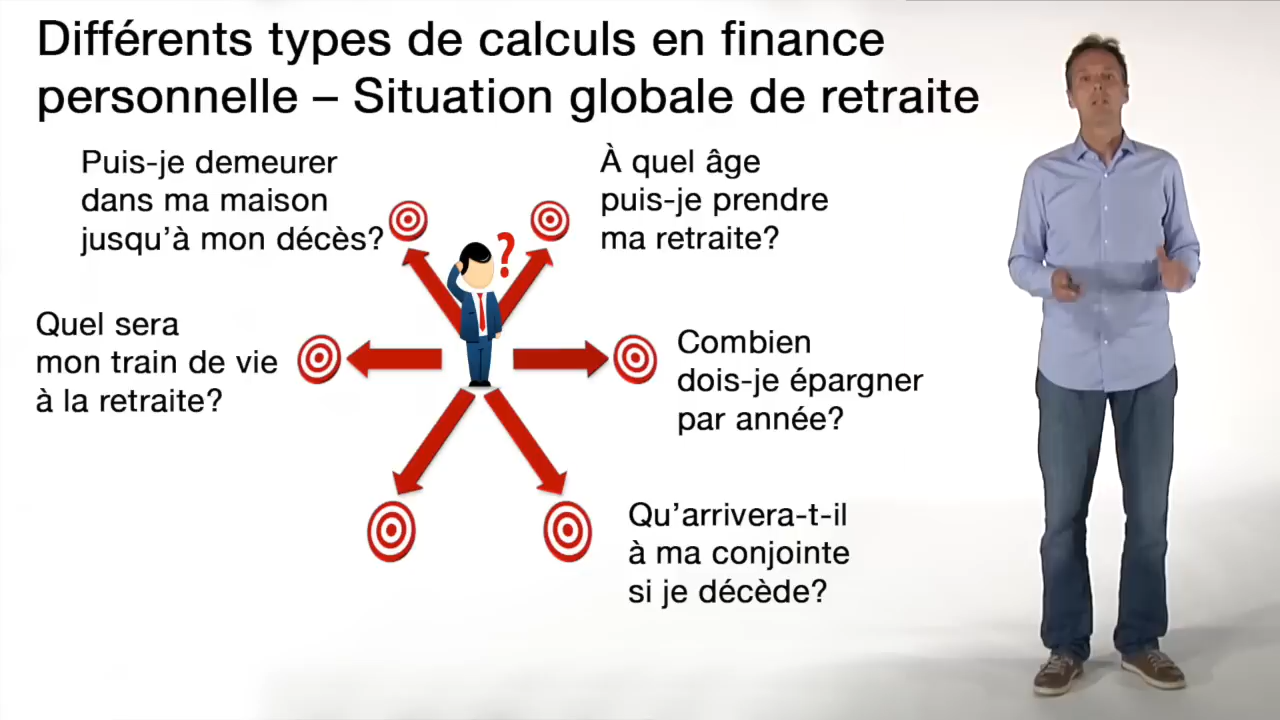 Différents types de calculs en finance
personnelle – Situation globale de retraite
Puis-je demeurer
dans ma maison
jusqu'à mon décès?
À quel âge
puis-je prendre
ma retraite?
?
Quel sera
mon train de vie
à la retraite?
Combien
dois-je épargner
par année?
Qu'arrivera-t-il
à ma conjointe
si je décède?